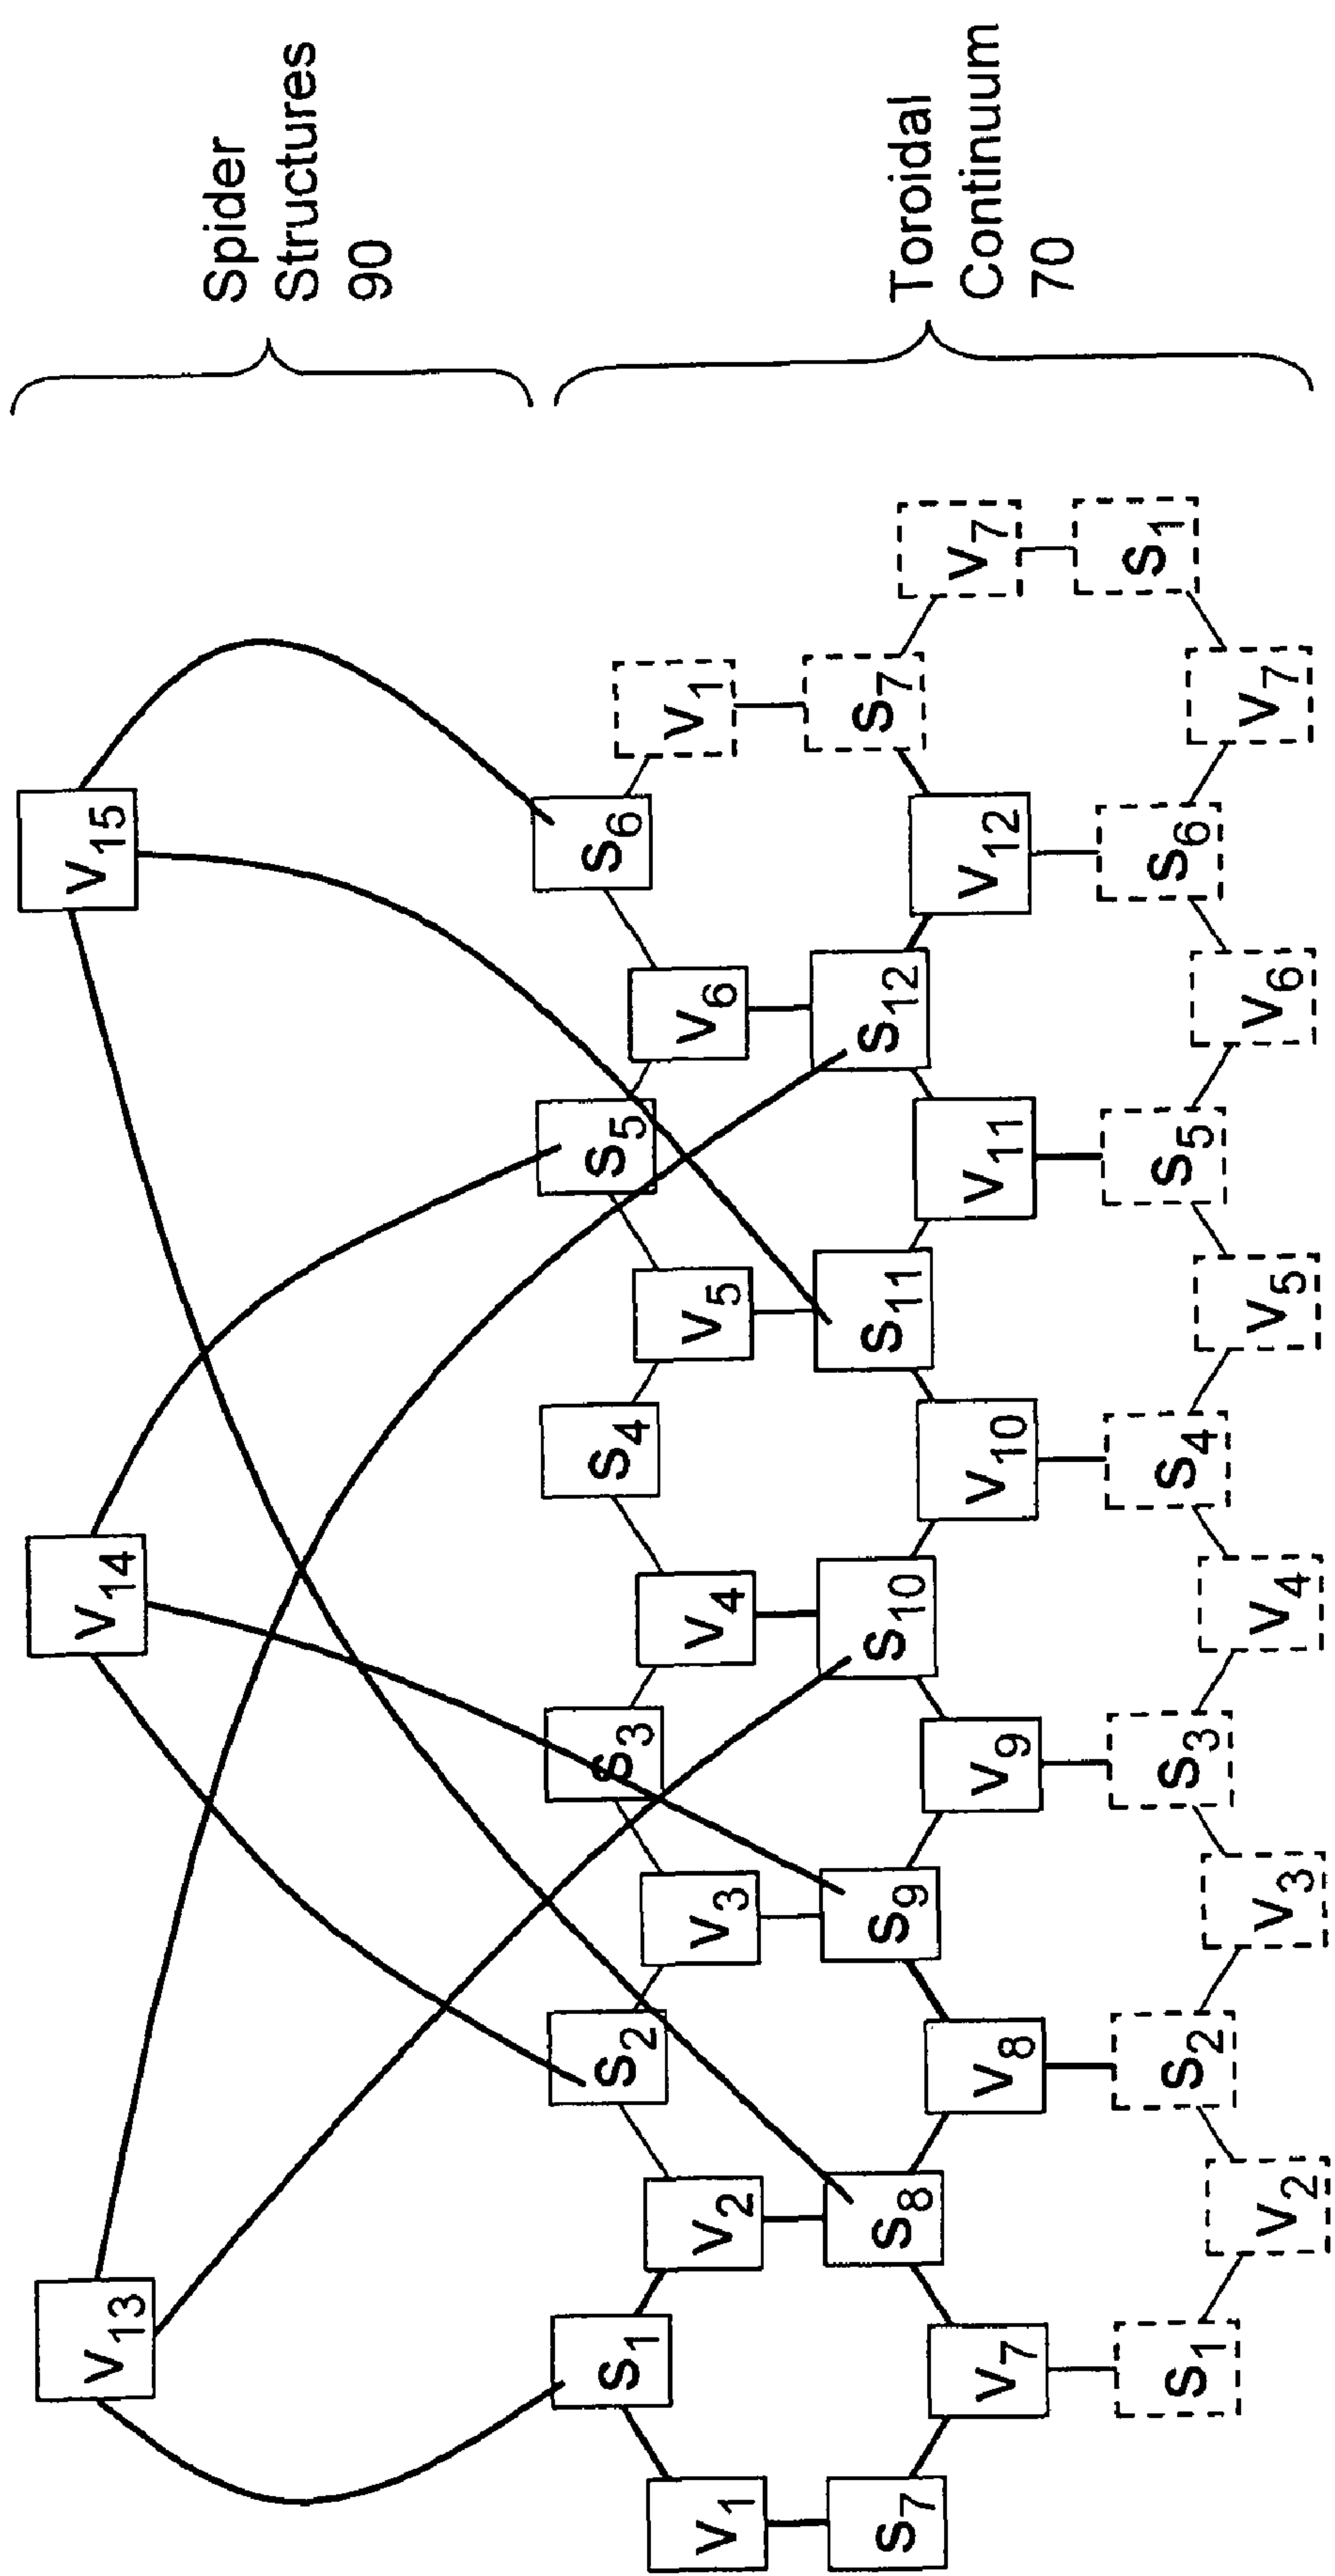 v13 v14 v15
Spider
Structures
90
s1 s2 s3 s4 s5 s6
v1 v2 v3 v4 v5 v6 v1
s7 s8 s9 s10 s11 s12 s7
v7 v8 v9 v10 v11 v12 v7
Toroidal
Continuum
70
s1 s2 s3 s4 s5 s6 s1
v2 v3 v4 v5 v6 v7